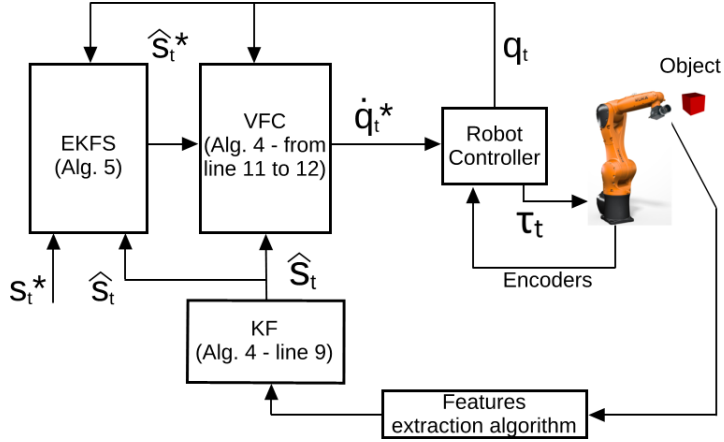 ŝₜ*
qₜ
Object
EKFS
(Alg. 5)
VFC
(Alg. 4 - from
line 11 to 12)
q̇ₜ*
Robot
Controller
τₜ
Encoders
sₜ*
ŝₜ
ŝₜ
KF
(Alg. 4 - line 9)
Features
extraction algorithm